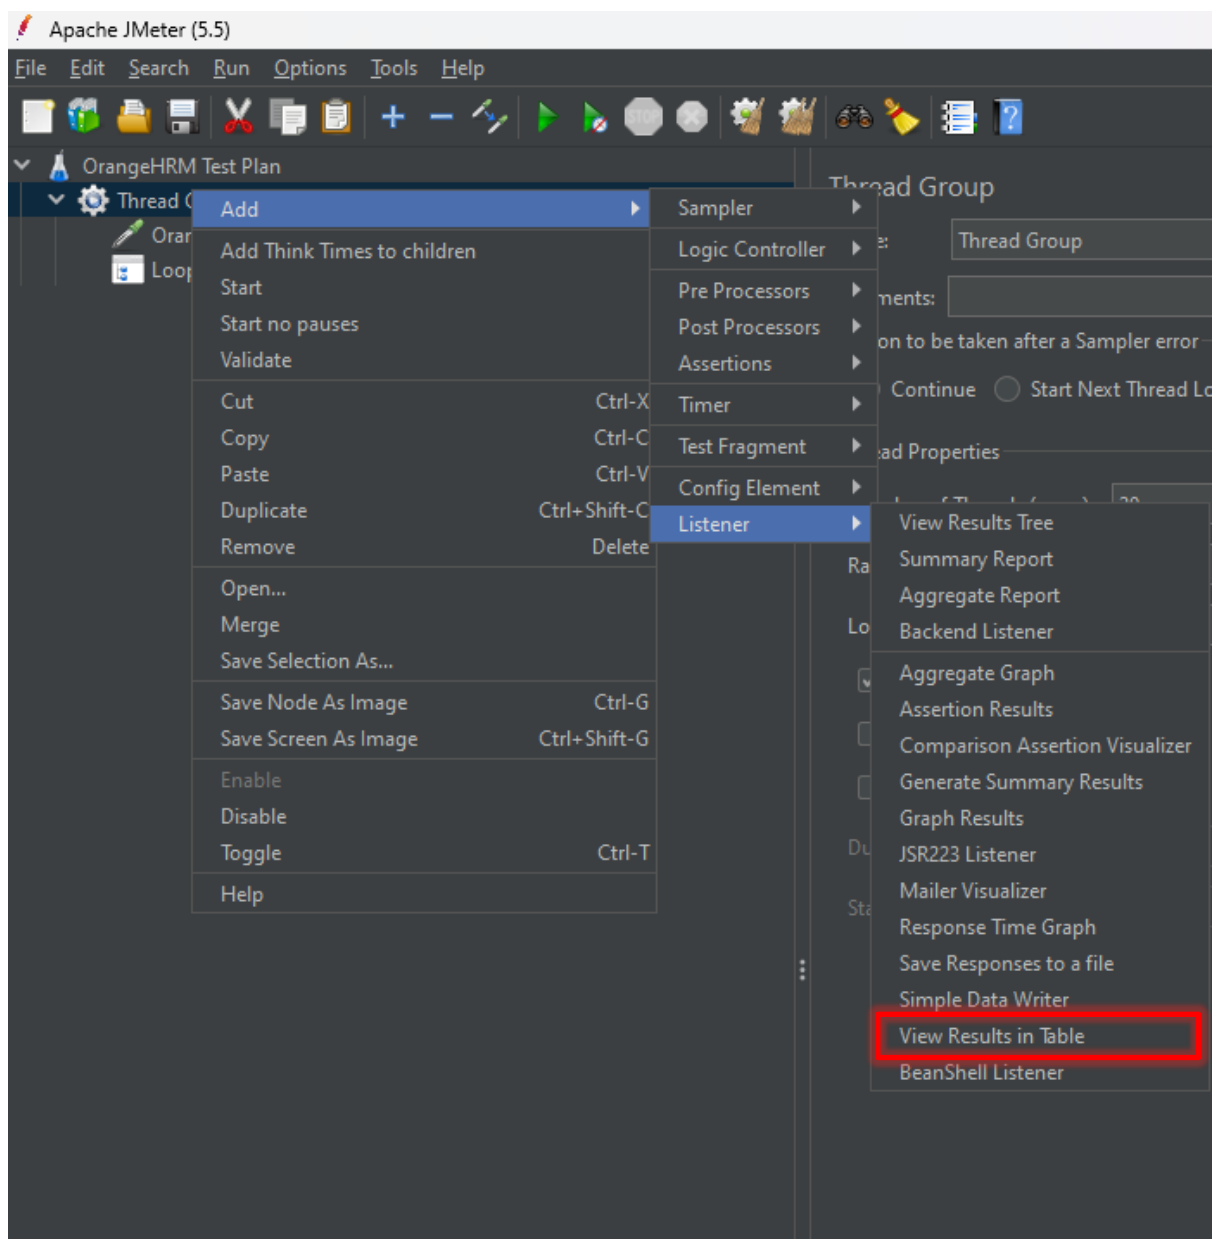 Apache JMeter (5.5)
File Edit Search Run Options Tools Help
STOP
OrangeHRM Test Plan
Thread
Loop
Add
Add Think Times to children
Start
Start no pauses
Validate
Cut Ctrl-X
Copy Ctrl-C
Paste Ctrl-V
Duplicate Ctrl+Shift-C
Remove Delete
Open...
Merge
Save Selection As...
Save Node As Image Ctrl-G
Save Screen As Image Ctrl+Shift-G
Enable
Disable
Toggle Ctrl-T
Help
Sampler
Logic Controller
Pre Processors
Post Processors
Assertions
Timer
Test Fragment
Config Element
Listener
View Results Tree
Summary Report
Aggregate Report
Backend Listener
Aggregate Graph
Assertion Results
Comparison Assertion Visualizer
Generate Summary Results
Graph Results
JSR223 Listener
Mailer Visualizer
Response Time Graph
Save Responses to a file
Simple Data Writer
View Results in Table
BeanShell Listener
Thread Group
Thread Group
ments:
on to be taken after a Sampler error
Continue Start Next Thread Lo
ad Properties
Ra
Lo
Du
Sta